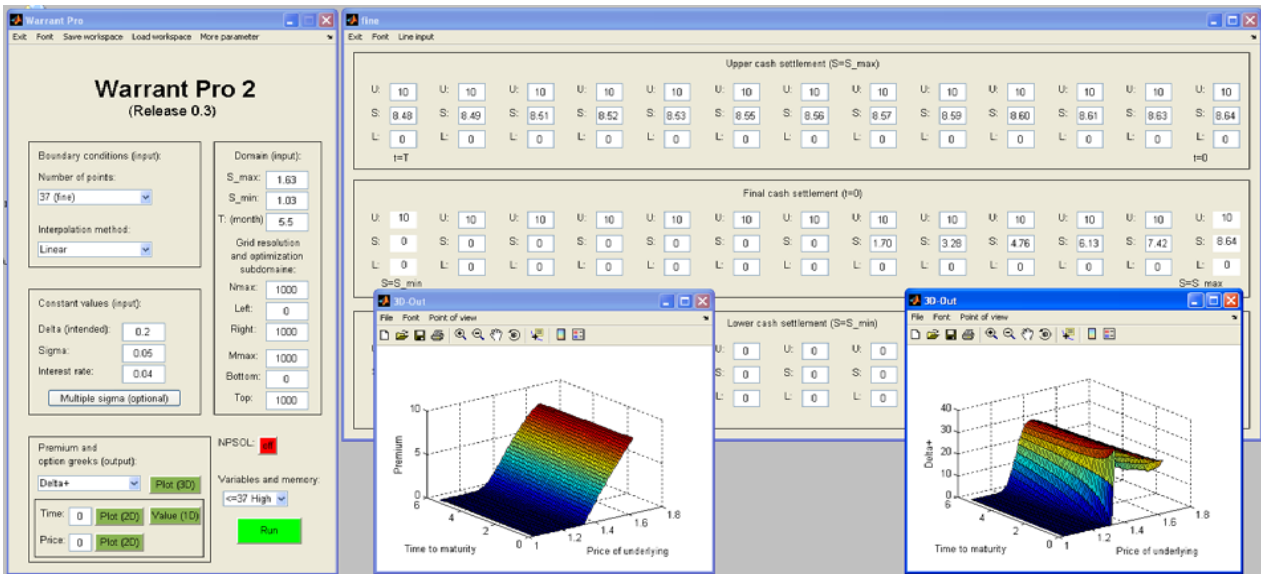 Warrant Pro
Exit Font Save workspace Load workspace More parameter
Warrant Pro 2
(Release 0.3)
Boundary conditions (input):
Number of points:
37 (fine)
Interpolation method:
Linear
Constant values (input):
Delta (intended): 0.2
Sigma: 0.05
Interest rate: 0.04
Multiple sigma (optional)
Domain (input):
S_max: 1.63
S_min: 1.03
T: (month) 5.5
Grid resolution
and optimization
subdomaine:
Nmax: 1000
Left: 0
Right: 1000
Mmax: 1000
Bottom: 0
Top: 1000
Premium and
option greeks (output):
Delta+ Plot (3D)
Time: 0 Plot (2D) Value (1D)
Price: 0 Plot (2D)
NPSOL: off
Variables and memory:
<=37 High
Run
fine
Exit Font Line input
Upper cash settlement (S=S_max)
U: 10 U: 10 U: 10 U: 10 U: 10 U: 10 U: 10 U: 10 U: 10 U: 10 U: 10 U: 10 U: 10
S: 8.48 S: 8.49 S: 8.51 S: 8.52 S: 8.53 S: 8.55 S: 8.56 S: 8.57 S: 8.59 S: 8.60 S: 8.61 S: 8.63 S: 8.64
L: 0 L: 0 L: 0 L: 0 L: 0 L: 0 L: 0 L: 0 L: 0 L: 0 L: 0 L: 0 L: 0
t=T t=0
Final cash settlement (t=0)
U: 10 U: 10 U: 10 U: 10 U: 10 U: 10 U: 10 U: 10 U: 10 U: 10 U: 10 U: 10 U: 10
S: 0 S: 0 S: 0 S: 0 S: 0 S: 0 S: 0 S: 1.70 S: 3.28 S: 4.76 S: 6.13 S: 7.42 S: 8.64
L: 0 L: 0 L: 0 L: 0 L: 0 L: 0 L: 0 L: 0 L: 0 L: 0 L: 0 L: 0 L: 0
S=S_min S=S_max
Lower cash settlement (S=S_min)
U: 0 U: 0 U: 0
S: 0 S: 0 S: 0
L: 0 L: 0 L: 0
3D-Out
File Font Point of view
Premium
10
5
0
6
4
2
0
1
1.2
1.4
1.6
1.8
Time to maturity
Price of underlying
3D-Out
File Font Point of view
Delta+
40
30
20
10
0
6
4
2
0
1
1.2
1.4
1.6
1.8
Time to maturity
Price of underlying